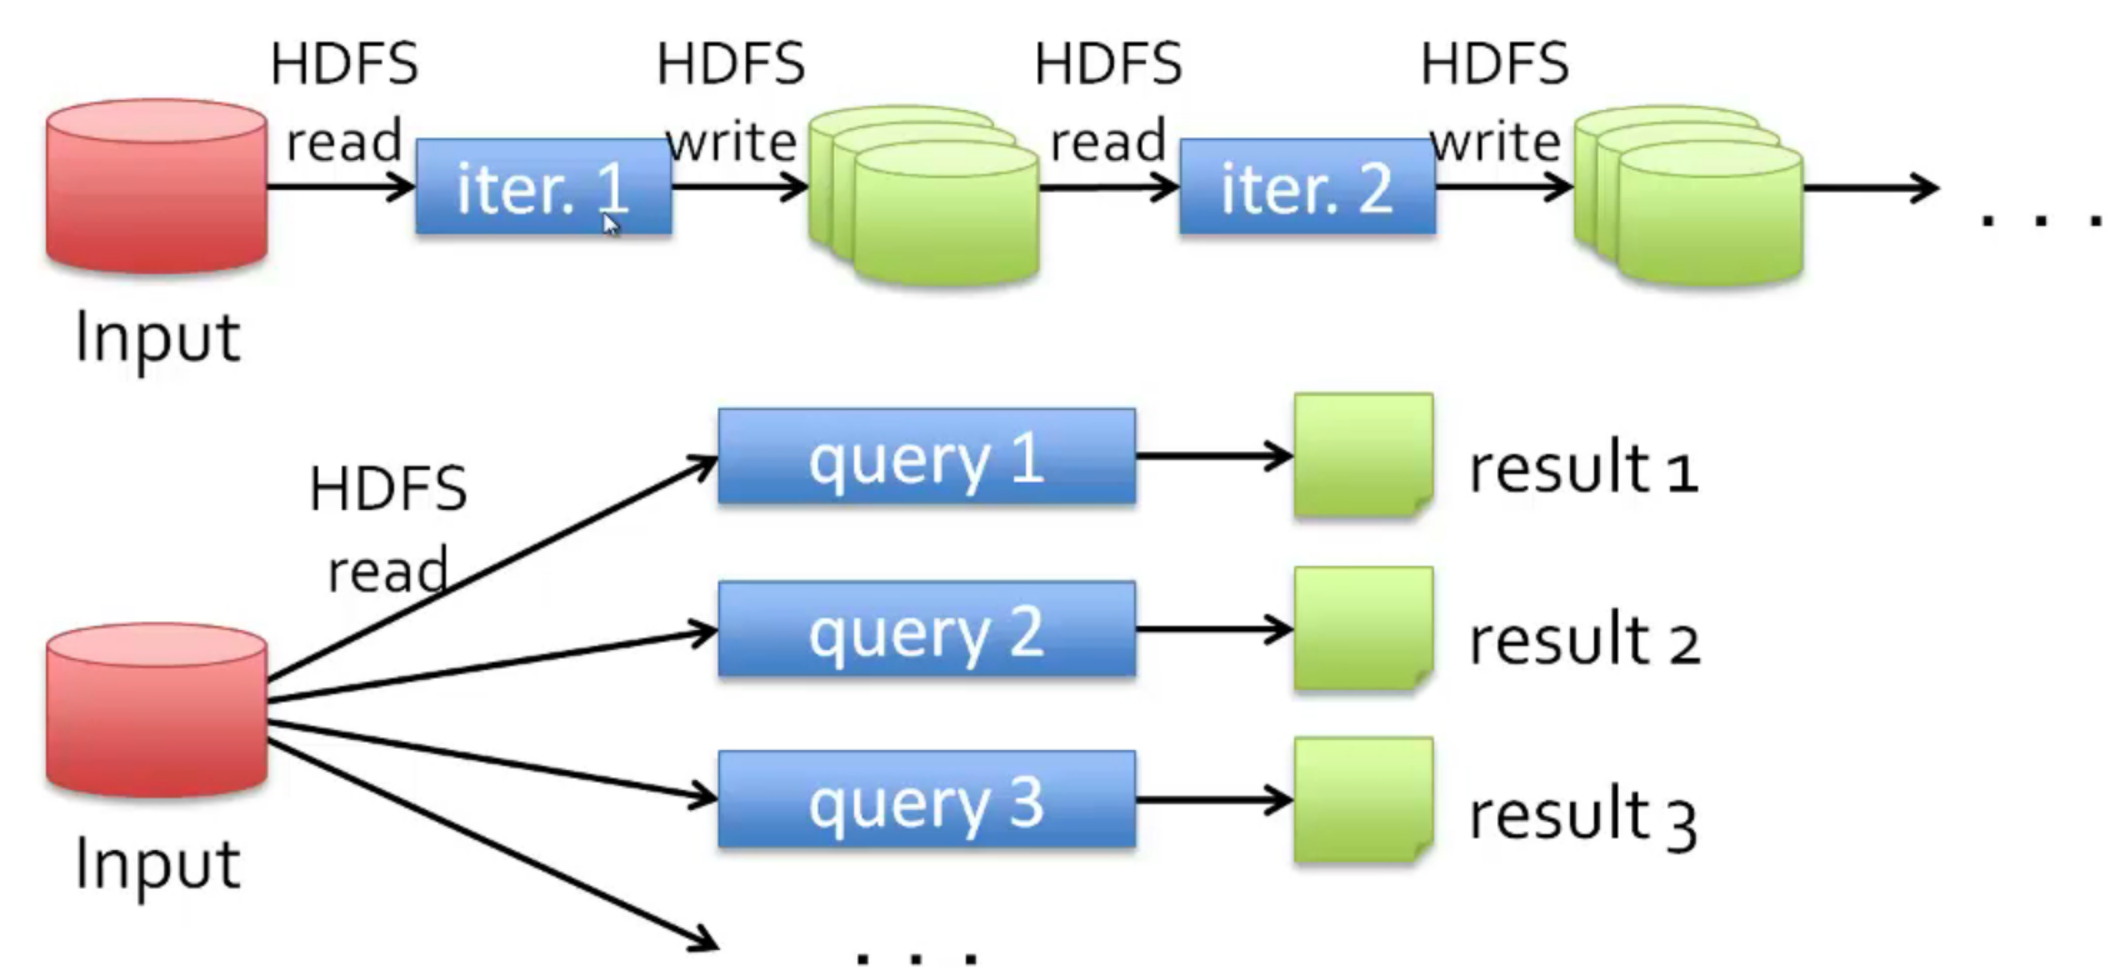 HDFS
read
HDFS
write
HDFS
read
HDFS
write
iter. 1
iter. 2
. . .
Input
HDFS
read
query 1
result 1
query 2
result 2
query 3
result 3
Input
. . .